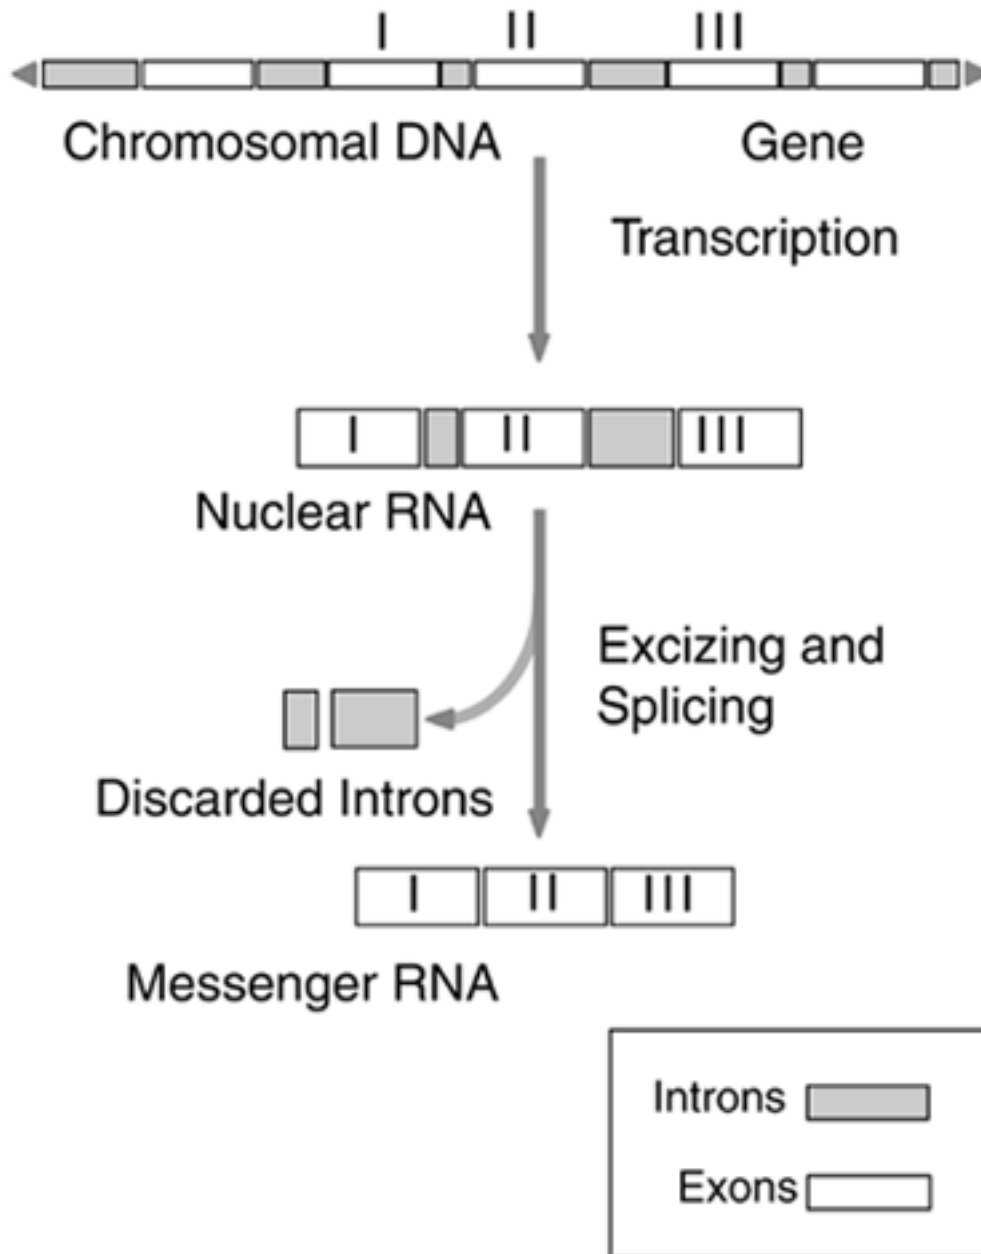 I II III
Chromosomal DNA Gene
Transcription
I II III
Nuclear RNA
Excizing and
Splicing
Discarded Introns
I II III
Messenger RNA
Introns
Exons